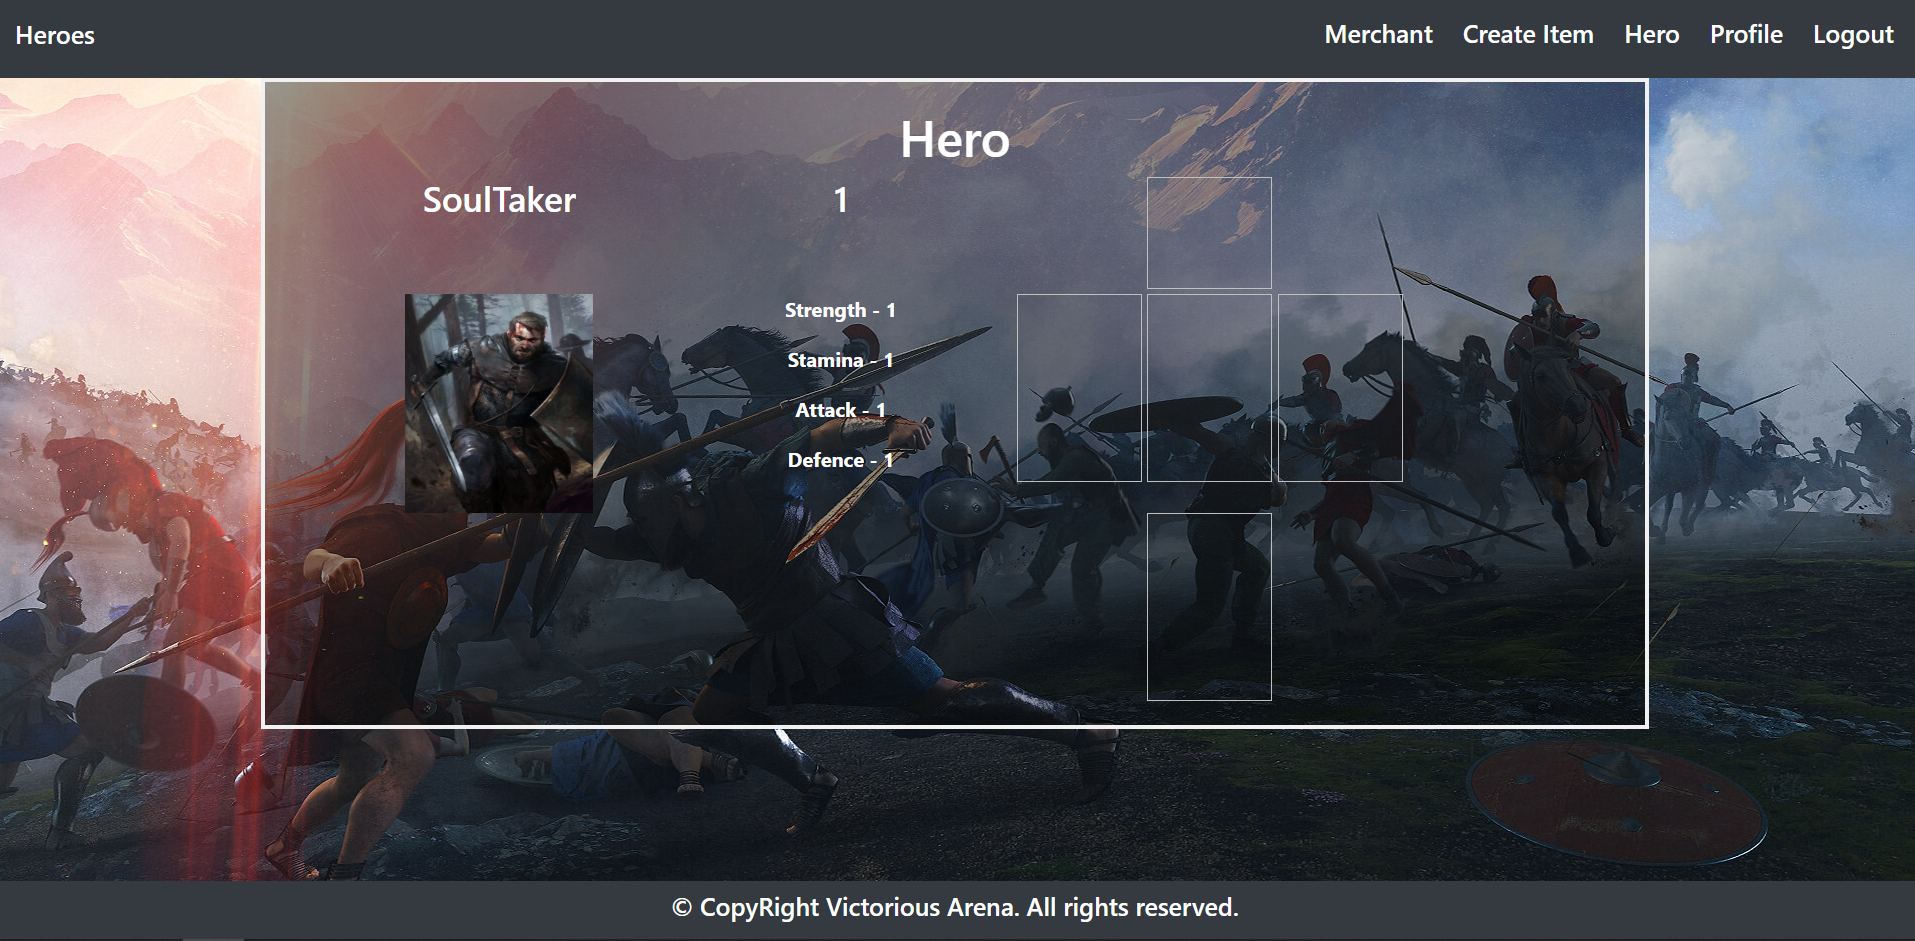 Heroes
Merchant Create Item Hero Profile Logout
Hero
SoulTaker
1
Strength - 1
Stamina - 1
Attack - 1
Defence - 1
© CopyRight Victorious Arena. All rights reserved.